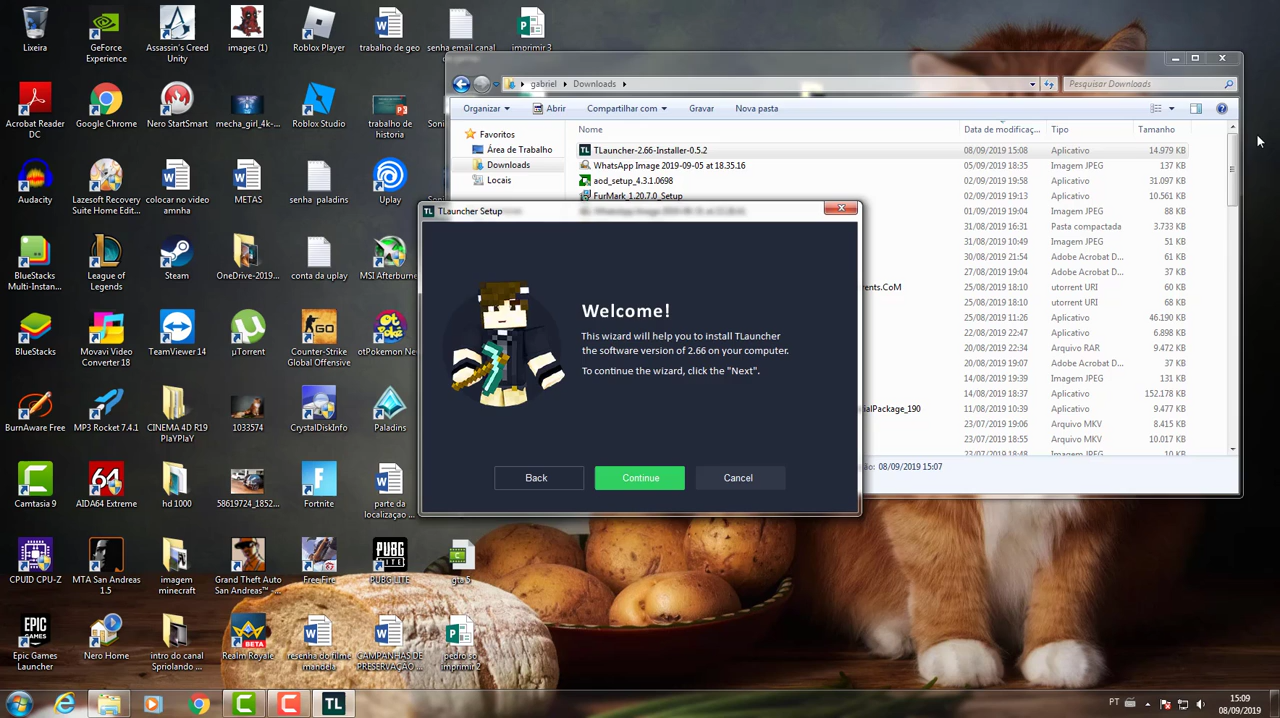 Lixeira
GeForce
Experience
Assassin's Creed
Unity
images (1)
Roblox Player
trabalho de geo
senha email canal
imprimir 3
Acrobat Reader
DC
Google Chrome
Nero StartSmart
mecha_girl_4k-...
Roblox Studio
trabalho de
historia
Audacity
Lazesoft Recovery
Suite Home Edit...
colocar no video
amnha
METAS
senha paladins
Uplay
BlueStacks
Multi-Instan...
League of
Legends
Steam
OneDrive-2019...
conta da uplay
MSI Afterburne
BlueStacks
Movavi Video
Converter 18
TeamViewer 14
µTorrent
Counter-Strike
Global Offensive
otPokemon Ne
BurnAware Free
MP3 Rocket 7.4.1
CINEMA 4D R19
PlaYPlaY
1033574
CrystalDiskInfo
Paladins
Camtasia 9
AIDA64 Extreme
hd 1000
58619724_1852...
Fortnite
parte da
localizaçao ...
CPUID CPU-Z
MTA San Andreas
1.5
imagem
minecraft
Grand Theft Auto
San Andreas™ -...
Free Fire
PUBG LITE
gta 5
Epic Games
Launcher
Nero Home
intro do canal
Spriolando ...
Realm Royale
resenha do filme
mandela
CAMPANHAS DE
PRESERVAÇÃO ...
pedro so
imprimir 2
gabriel
Downloads
Pesquisar Downloads
Organizar
Abrir
Compartilhar com
Gravar
Nova pasta
Favoritos
Área de Trabalho
Downloads
Locais
Nome
Data de modificaç...
Tipo
Tamanho
TLauncher-2.66-Installer-0.5.2
08/09/2019 15:08
Aplicativo
14.979 KB
WhatsApp Image 2019-09-05 at 18.35.16
05/09/2019 18:35
Imagem JPEG
137 KB
aod_setup_4.3.1.0698
02/09/2019 19:58
Aplicativo
31.097 KB
FurMark_1.20.7.0_Setup
02/09/2019 19:13
Aplicativo
10.561 KB
01/09/2019 19:04
Imagem JPEG
88 KB
31/08/2019 16:31
Pasta compactada
3.733 KB
31/08/2019 10:49
Imagem JPEG
51 KB
30/08/2019 21:54
Adobe Acrobat D...
61 KB
27/08/2019 19:04
Adobe Acrobat D...
71 KB
rents.CoM
25/08/2019 18:10
utorrent URI
60 KB
25/08/2019 18:10
utorrent URI
68 KB
25/08/2019 11:26
Aplicativo
46.190 KB
22/08/2019 22:47
Aplicativo
6.898 KB
20/08/2019 22:34
Arquivo RAR
9.472 KB
20/08/2019 19:07
Adobe Acrobat D...
71 KB
14/08/2019 19:39
Imagem JPEG
131 KB
14/08/2019 18:37
Aplicativo
152.178 KB
ialPackage_190
11/08/2019 10:39
Aplicativo
9.477 KB
23/07/2019 19:06
Arquivo MKV
8.415 KB
23/07/2019 18:55
Arquivo MKV
10.017 KB
23/07/2019 18:48
Imagem JPEG
10 KB
ão: 08/09/2019 15:07
TL TLauncher Setup
Welcome!
This wizard will help you to install TLauncher
the software version of 2.66 on your computer.
To continue the wizard, click the "Next".
Back
Continue
Cancel
TL
PT
15:09
08/09/2019